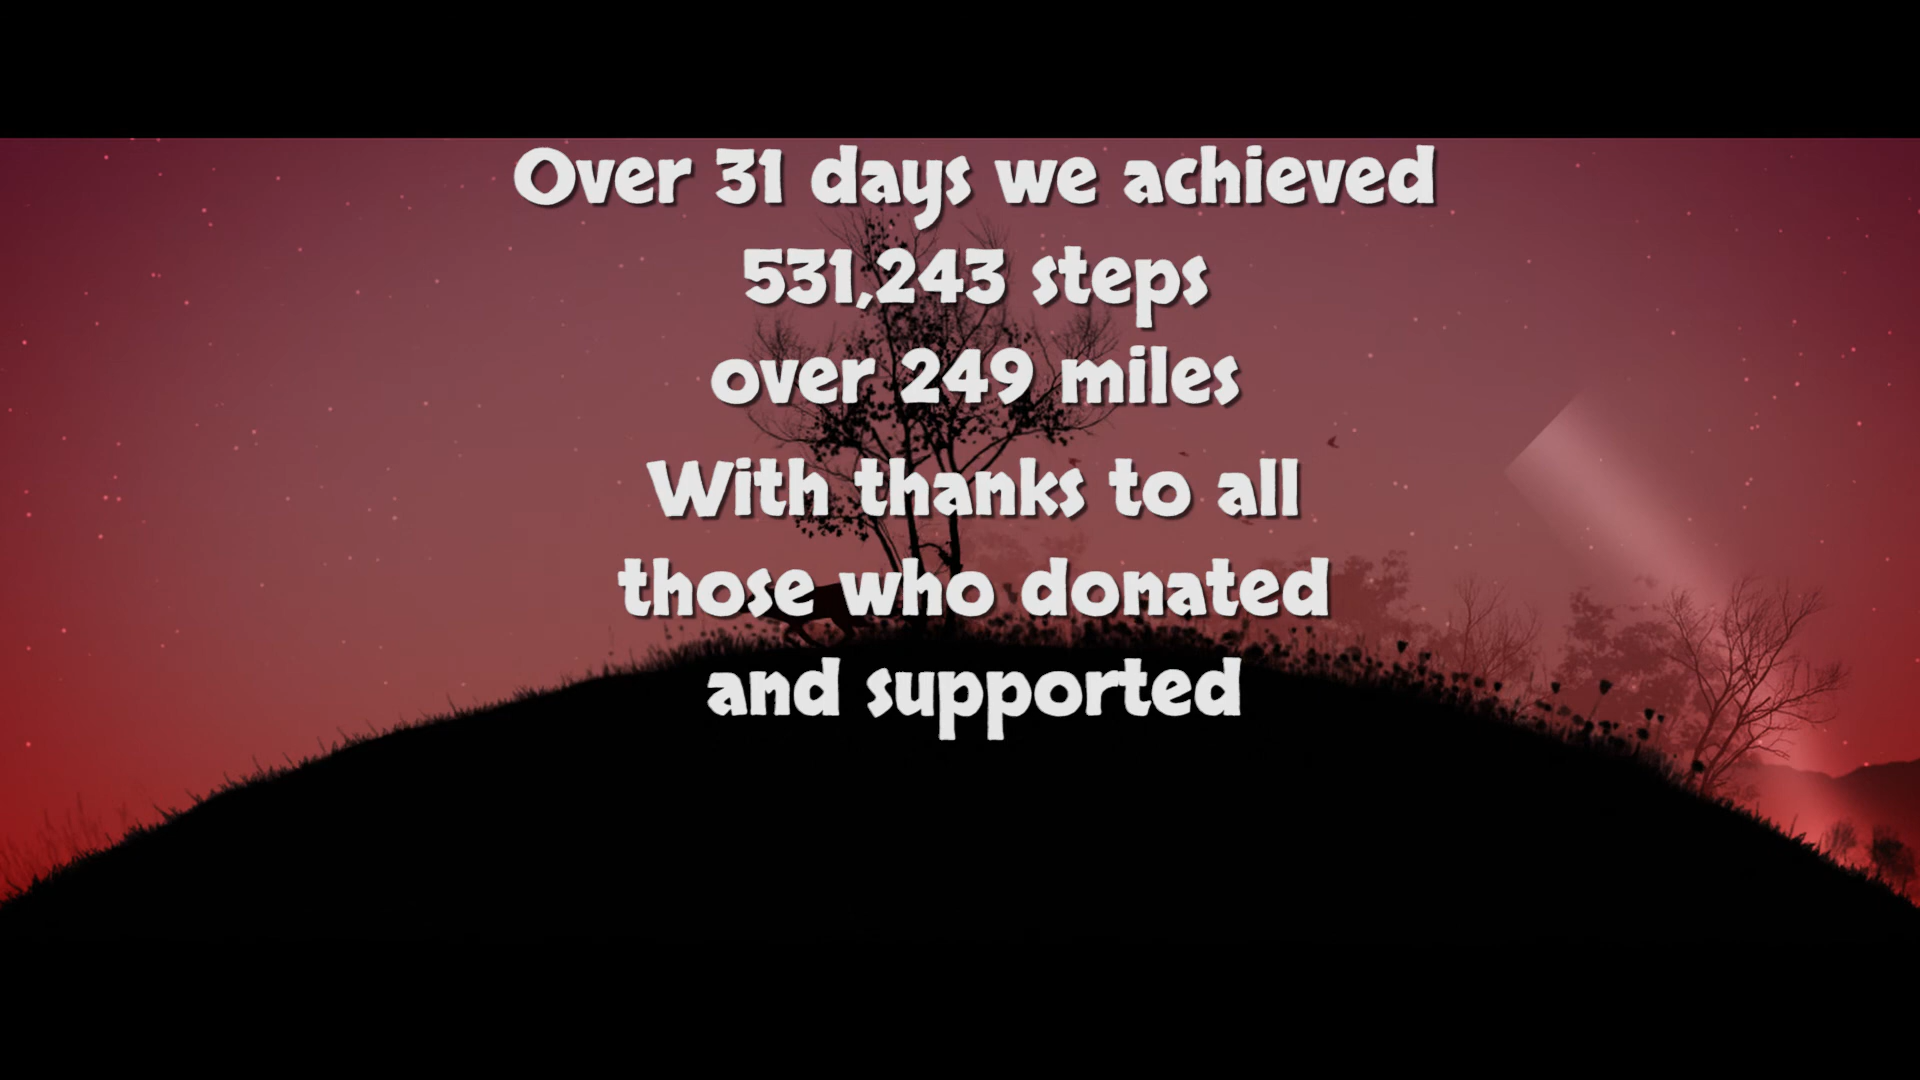 Over 31 days we achieved
531,243 steps
over 249 miles
With thanks to all
those who donated
and supported